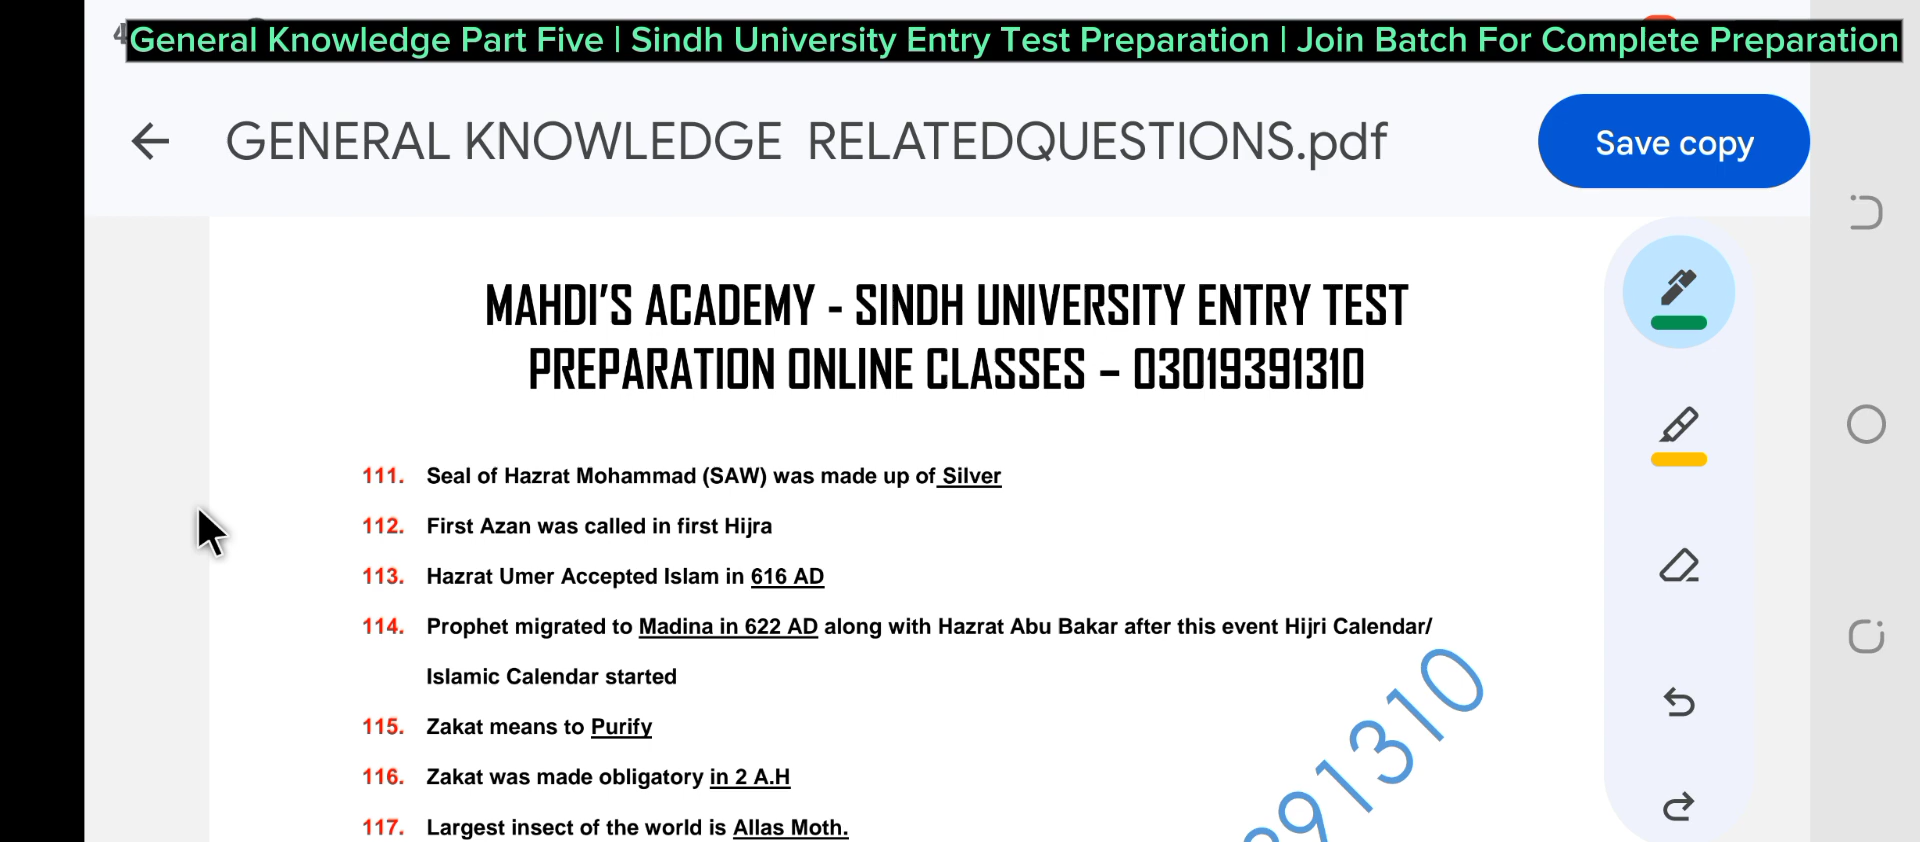 General Knowledge Part Five | Sindh University Entry Test Preparation | Join Batch For Complete Preparation
GENERAL KNOWLEDGE RELATEDQUESTIONS.pdf
Save copy
MAHDI'S ACADEMY - SINDH UNIVERSITY ENTRY TEST
PREPARATION ONLINE CLASSES – 03019391310
111. Seal of Hazrat Mohammad (SAW) was made up of Silver
112. First Azan was called in first Hijra
113. Hazrat Umer Accepted Islam in 616 AD
114. Prophet migrated to Madina in 622 AD along with Hazrat Abu Bakar after this event Hijri Calendar/
Islamic Calendar started
115. Zakat means to Purify
116. Zakat was made obligatory in 2 A.H
117. Largest insect of the world is Allas Moth.
91310